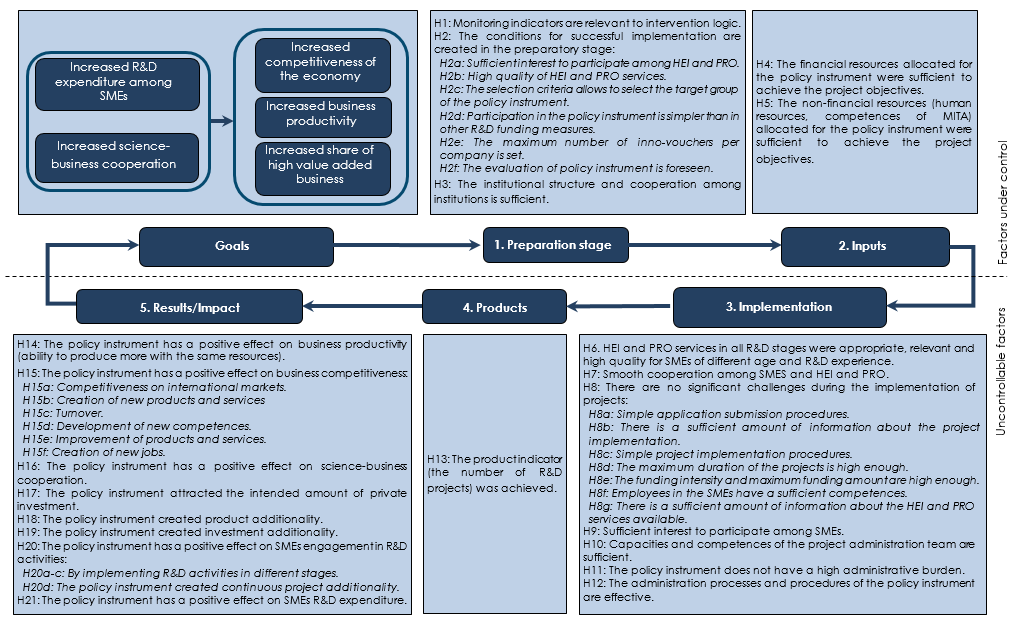 Increased R&D
expenditure among
SMEs
Increased science-
business cooperation
Increased
competitiveness of
the economy
Increased business
productivity
Increased share of
high value added
business
H1: Monitoring indicators are relevant to intervention logic.
H2: The conditions for successful implementation are
created in the preparatory stage:
H2a: Sufficient interest to participate among HEI and PRO.
H2b: High quality of HEI and PRO services.
H2c: The selection criteria allows to select the target group
of the policy instrument.
H2d: Participation in the policy instrument is simpler than in
other R&D funding measures.
H2e: The maximum number of inno-vouchers per
company is set.
H2f: The evaluation of policy instrument is foreseen.
H3: The institutional structure and cooperation among
institutions is sufficient.
H4: The financial resources allocated for
the policy instrument were sufficient to
achieve the project objectives.
H5: The non-financial resources (human
resources, competences of MITA)
allocated for the policy instrument were
sufficient to achieve the project
objectives.
Factors under control
Goals
1. Preparation stage
2. Inputs
5. Results/Impact
4. Products
3. Implementation
Uncontrollable factors
H14: The policy instrument has a positive effect on business productivity
(ability to produce more with the same resources).
H15: The policy instrument has a positive effect on business competitiveness:
H15a: Competitiveness on international markets.
H15b: Creation of new products and services
H15c: Turnover.
H15d: Development of new competences.
H15e: Improvement of products and services.
H15f: Creation of new jobs.
H16: The policy instrument has a positive effect on science-business
cooperation.
H17: The policy instrument attracted the intended amount of private
investment.
H18: The policy instrument created product additionality.
H19: The policy instrument created investment additionality.
H20: The policy instrument has a positive effect on SMEs engagement in R&D
activities:
H20a-c: By implementing R&D activities in different stages.
H20d: The policy instrument created continuous project additionality.
H21: The policy instrument has a positive effect on SMEs R&D expenditure.
H13: The product indicator
(the number of R&D
projects) was achieved.
H6. HEI and PRO services in all R&D stages were appropriate, relevant and
high quality for SMEs of different age and R&D experience.
H7: Smooth cooperation among SMES and HEI and PRO.
H8: There are no significant challenges during the implementation of
projects:
H8a: Simple application submission procedures.
H8b: There is a sufficient amount of information about the project
implementation.
H8c: Simple project implementation procedures.
H8d: The maximum duration of the projects is high enough.
H8e: The funding intensity and maximum funding amount are high enough.
H8f: Employees in the SMEs have a sufficient competences.
H8g: There is a sufficient amount of information about the HEI and PRO
services available.
H9: Sufficient interest to participate among SMEs.
H10: Capacities and competences of the project administration team are
sufficient.
H11: The policy instrument does not have a high administrative burden.
H12: The administration processes and procedures of the policy instrument
are effective.